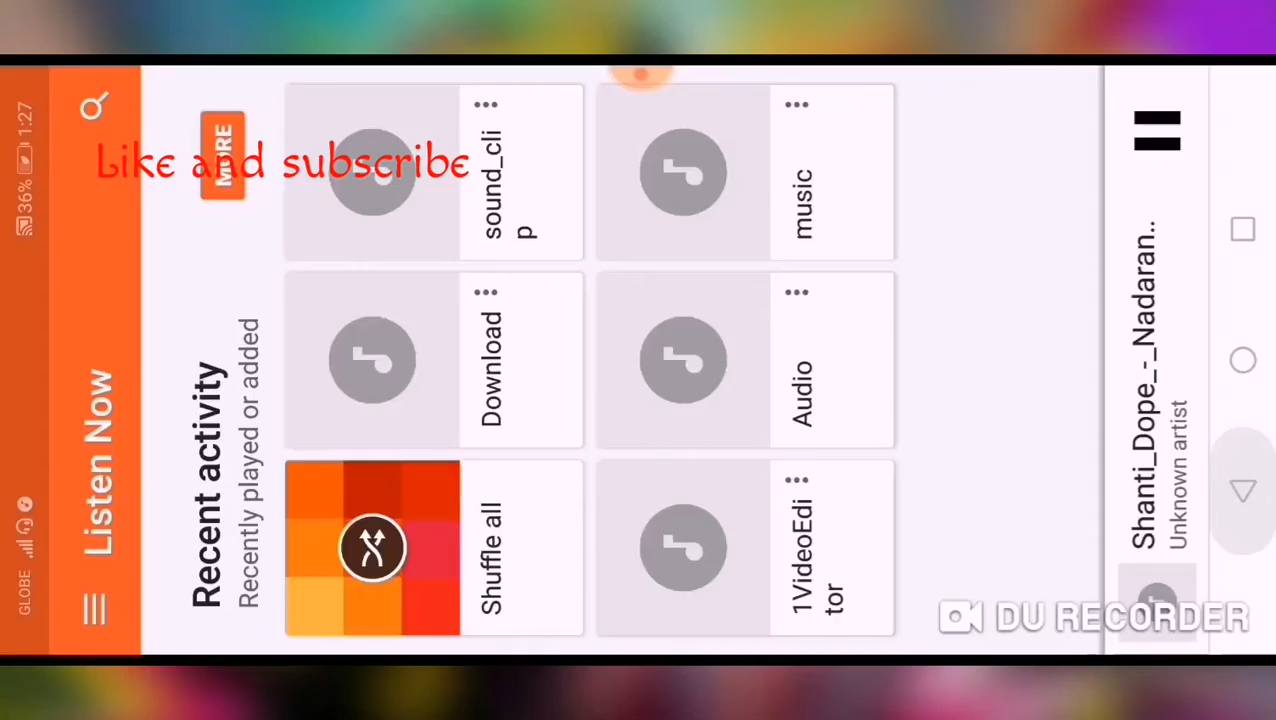 GLOBE
36% 1:27
Listen Now
Recent activity
Recently played or added
MORE
Shuffle all
Download
sound_cli
p
1VideoEdi
tor
Audio
music
Shanti_Dope_-_Nadaran..
Unknown artist
Like and subscribe
DU RECORDER